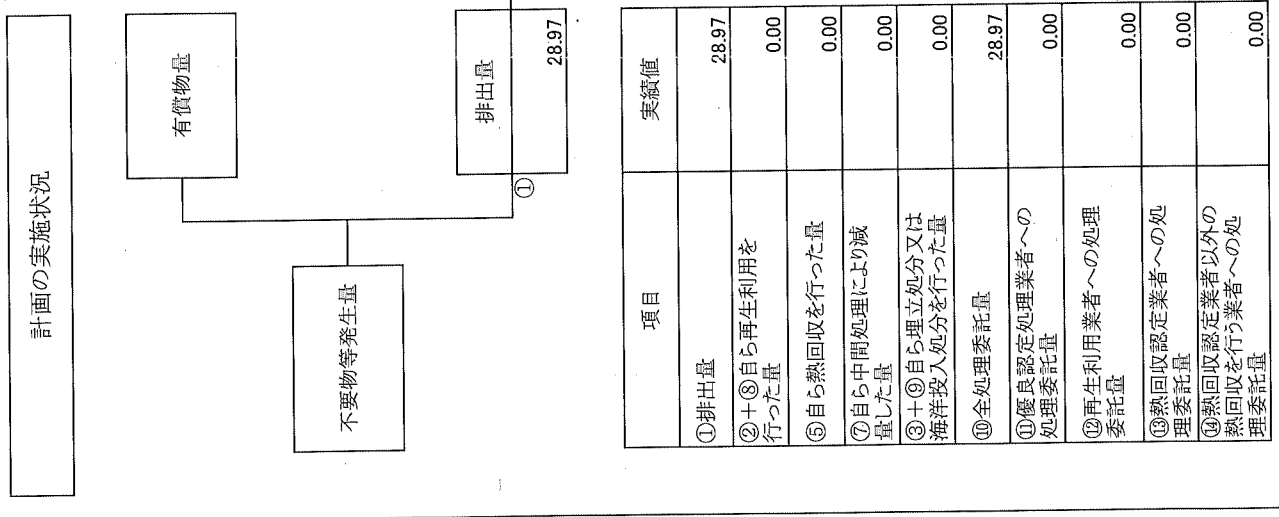 計画の実施状況
有償物量
不要物等発生量
①
排出量
28.97
項目
実績値
①排出量
28.97
②+⑧自ら再生利用を
行った量
0.00
⑤自ら熱回収を行った量
0.00
⑦自ら中間処理により減
量した量
0.00
③+⑨自ら埋立処分又は
海洋投入処分を行った量
0.00
⑩全処理委託量
28.97
⑪優良認定処理業者への
処理委託量
0.00
⑫再生利用業者への処理
委託量
0.00
⑬熱回収認定業者への処
理委託量
0.00
⑭熱回収認定業者以外の
熱回収を行う業者への処
理委託量
0.00